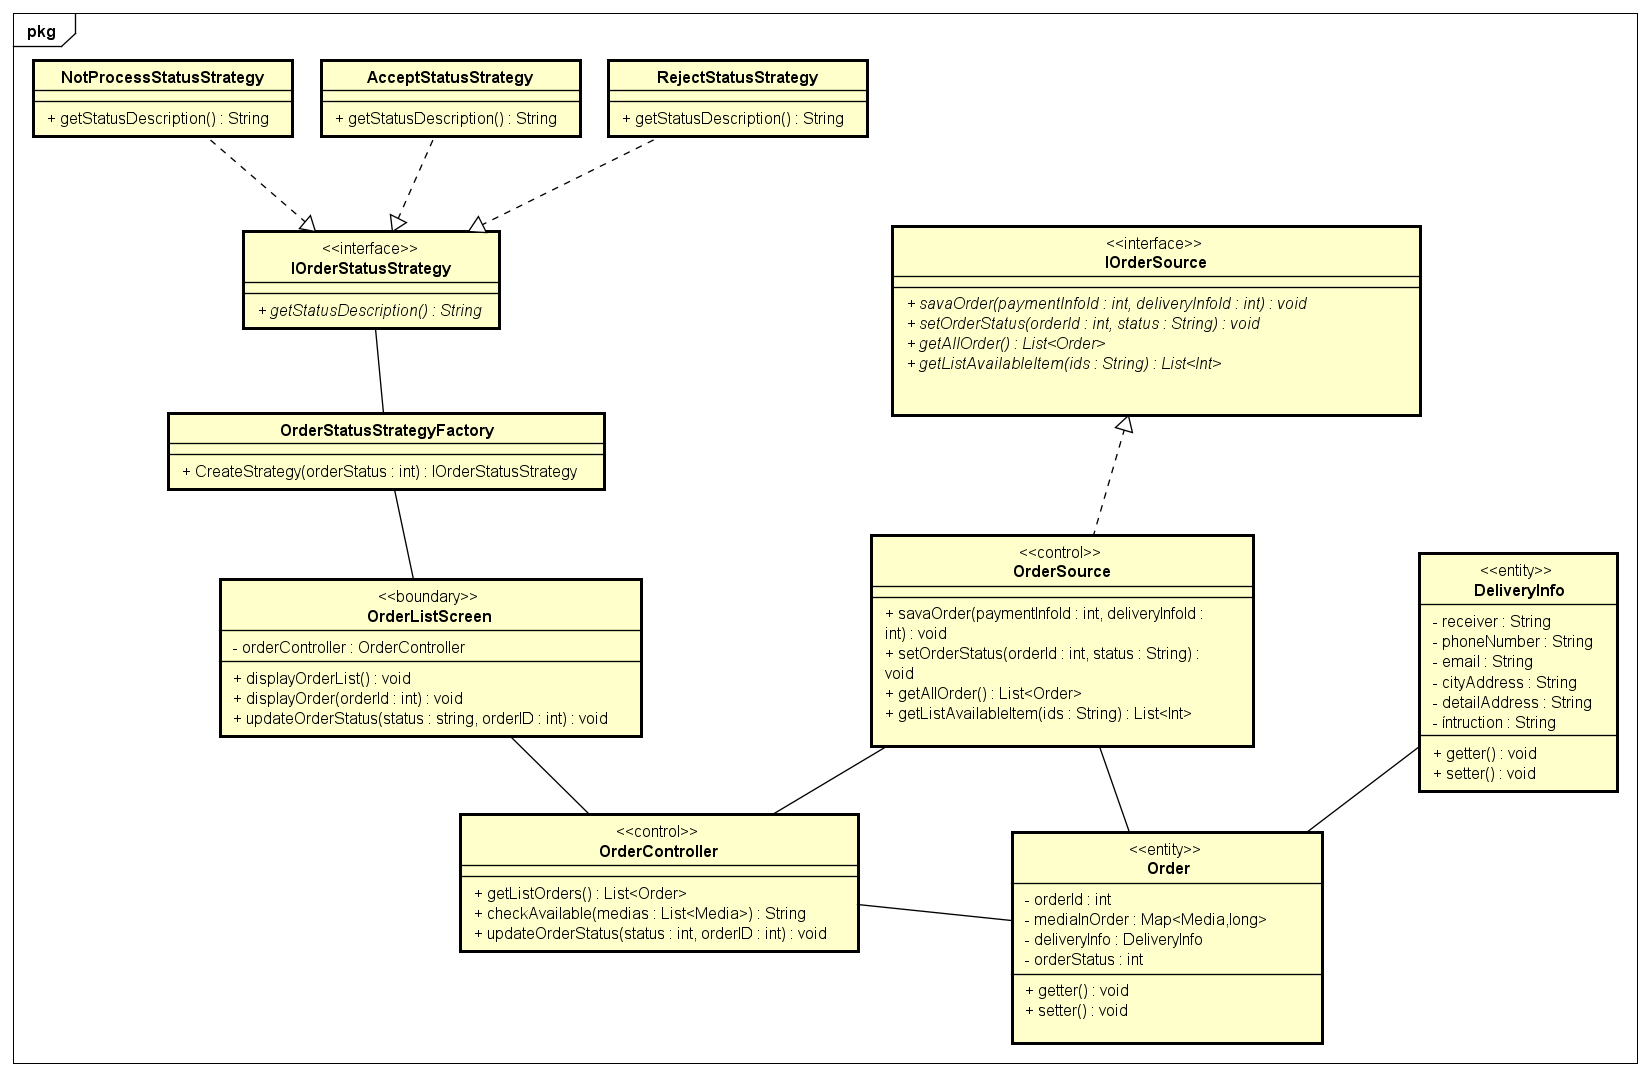 pkg
NotProcessStatusStrategy
+ getStatusDescription() : String
AcceptStatusStrategy
+ getStatusDescription() : String
RejectStatusStrategy
+ getStatusDescription() : String
<<interface>>
IOrderStatusStrategy
+ getStatusDescription() : String
<<interface>>
IOrderSource
+ savaOrder(paymentInfoId : int, deliveryInfoId : int) : void
+ setOrderStatus(orderId : int, status : String) : void
+ getAllOrder() : List<Order>
+ getListAvailableItem(ids : String) : List<Int>
OrderStatusStrategyFactory
+ CreateStrategy(orderStatus : int) : IOrderStatusStrategy
<<boundary>>
OrderListScreen
- orderController : OrderController
+ displayOrderList() : void
+ displayOrder(orderId : int) : void
+ updateOrderStatus(status : string, orderID : int) : void
<<control>>
OrderSource
+ savaOrder(paymentInfoId : int, deliveryInfoId :
int) : void
+ setOrderStatus(orderId : int, status : String) :
void
+ getAllOrder() : List<Order>
+ getListAvailableItem(ids : String) : List<Int>
<<entity>>
DeliveryInfo
- receiver : String
- phoneNumber : String
- email : String
- cityAddress : String
- detailAddress : String
- íntruction : String
+ getter() : void
+ setter() : void
<<control>>
OrderController
+ getListOrders() : List<Order>
+ checkAvailable(medias : List<Media>) : String
+ updateOrderStatus(status : int, orderID : int) : void
<<entity>>
Order
- orderId : int
- mediaInOrder : Map<Media,long>
- deliveryInfo : DeliveryInfo
- orderStatus : int
+ getter() : void
+ setter() : void